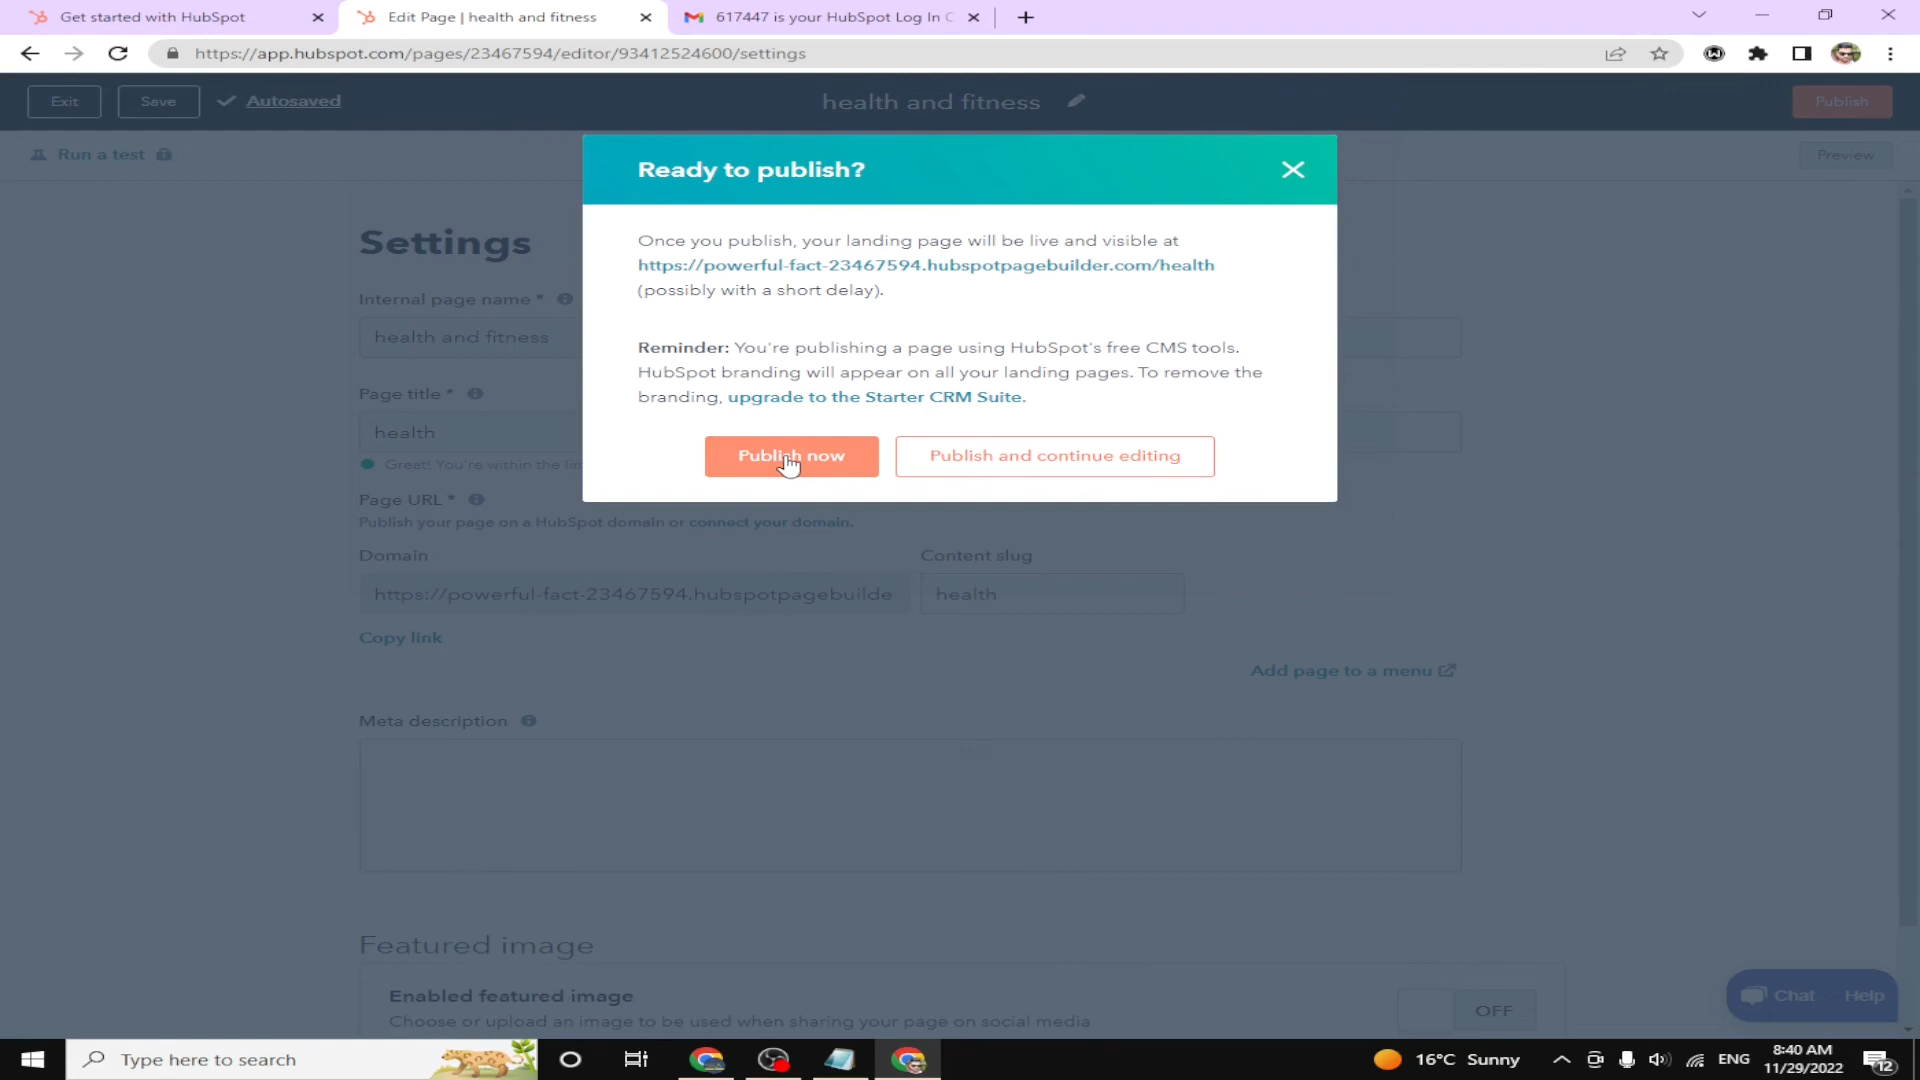 Get started with HubSpot
Edit Page | health and fitness
617447 is your HubSpot Log In C
https://app.hubspot.com/pages/23467594/editor/93412524600/settings
Exit
Save
Autosaved
health and fitness
Publish
Run a test
Preview
Ready to publish?
Once you publish, your landing page will be live and visible at
https://powerful-fact-23467594.hubspotpagebuilder.com/health
(possibly with a short delay).
Reminder: You're publishing a page using HubSpot's free CMS tools.
HubSpot branding will appear on all your landing pages. To remove the
branding, upgrade to the Starter CRM Suite.
Publish now
Publish and continue editing
Settings
Internal page name *
health and fitness
Page title *
health
Great! You're within the
Page URL *
Publish your page on a HubSpot domain or connect your domain.
Domain
Content slug
https://powerful-fact-23467594.hubspotpagebuilde
health
Copy link
Add page to a menu
Meta description
Featured image
Enabled featured image
Choose or upload an image to be used when sharing your page on social media
OFF
Chat
Help
Type here to search
16°C Sunny
ENG
8:40 AM
11/29/2022
12